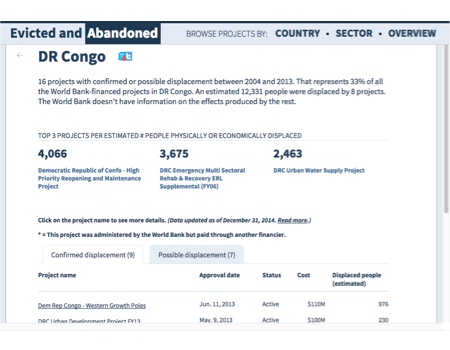 Evicted and Abandoned BROWSE PROJECTS BY: COUNTRY • SECTOR • OVERVIEW
← DR Congo
16 projects with confirmed or possible displacement between 2004 and 2013. That represents 33% of all
the World Bank-financed projects in DR Congo. An estimated 12,331 people were displaced by 8 projects.
The World Bank doesn't have information on the effects produced by the rest.
TOP 3 PROJECTS PER ESTIMATED # PEOPLE PHYSICALLY OR ECONOMICALLY DISPLACED
4,066 3,675 2,463
Democratic Republic of Confo - High DRC Emergency Multi Sectoral DRC Urban Water Supply Project
Priority Reopening and Maintenance Rehab & Recovery ERL
Project Supplemental (FY06)
Click on the project name to see more details. (Data updated as of December 31, 2014. Read more.)
* = This project was administered by the World Bank but paid through another financier.
Confirmed displacement (9) Possible displacement (7)
Project name Approval date Status Cost Displaced people
(estimated)
Dem Rep Congo - Western Growth Poles Jun. 11, 2013 Active $110M 976
DRC Urban Development Project FY13 May. 9, 2013 Active $100M 230